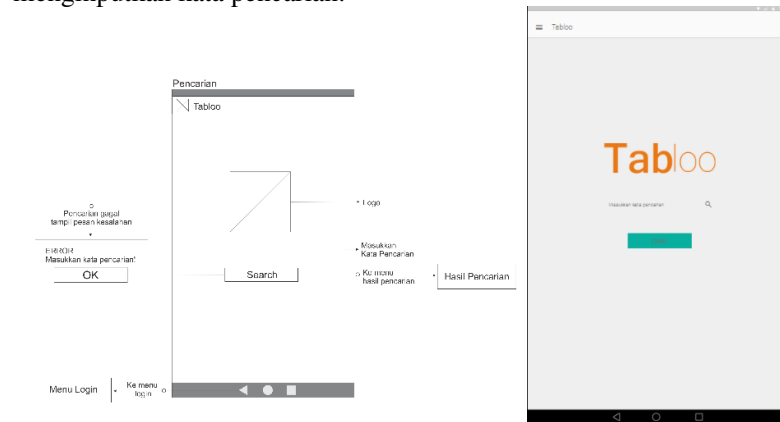 menginputkan kata pencarian.
Pencarian
Tabloo
Logo
Masukkan
Kata Pencarian
Search
Ke menu
hasil pencarian
Hasil Pencarian
Pencarian gagal
tampil pesan kesalahan
ERROR
Masukkan kata pencarian!
OK
Menu Login
Ke menu
login
Tabloo
Tabloo
Masukkan kata pencarian